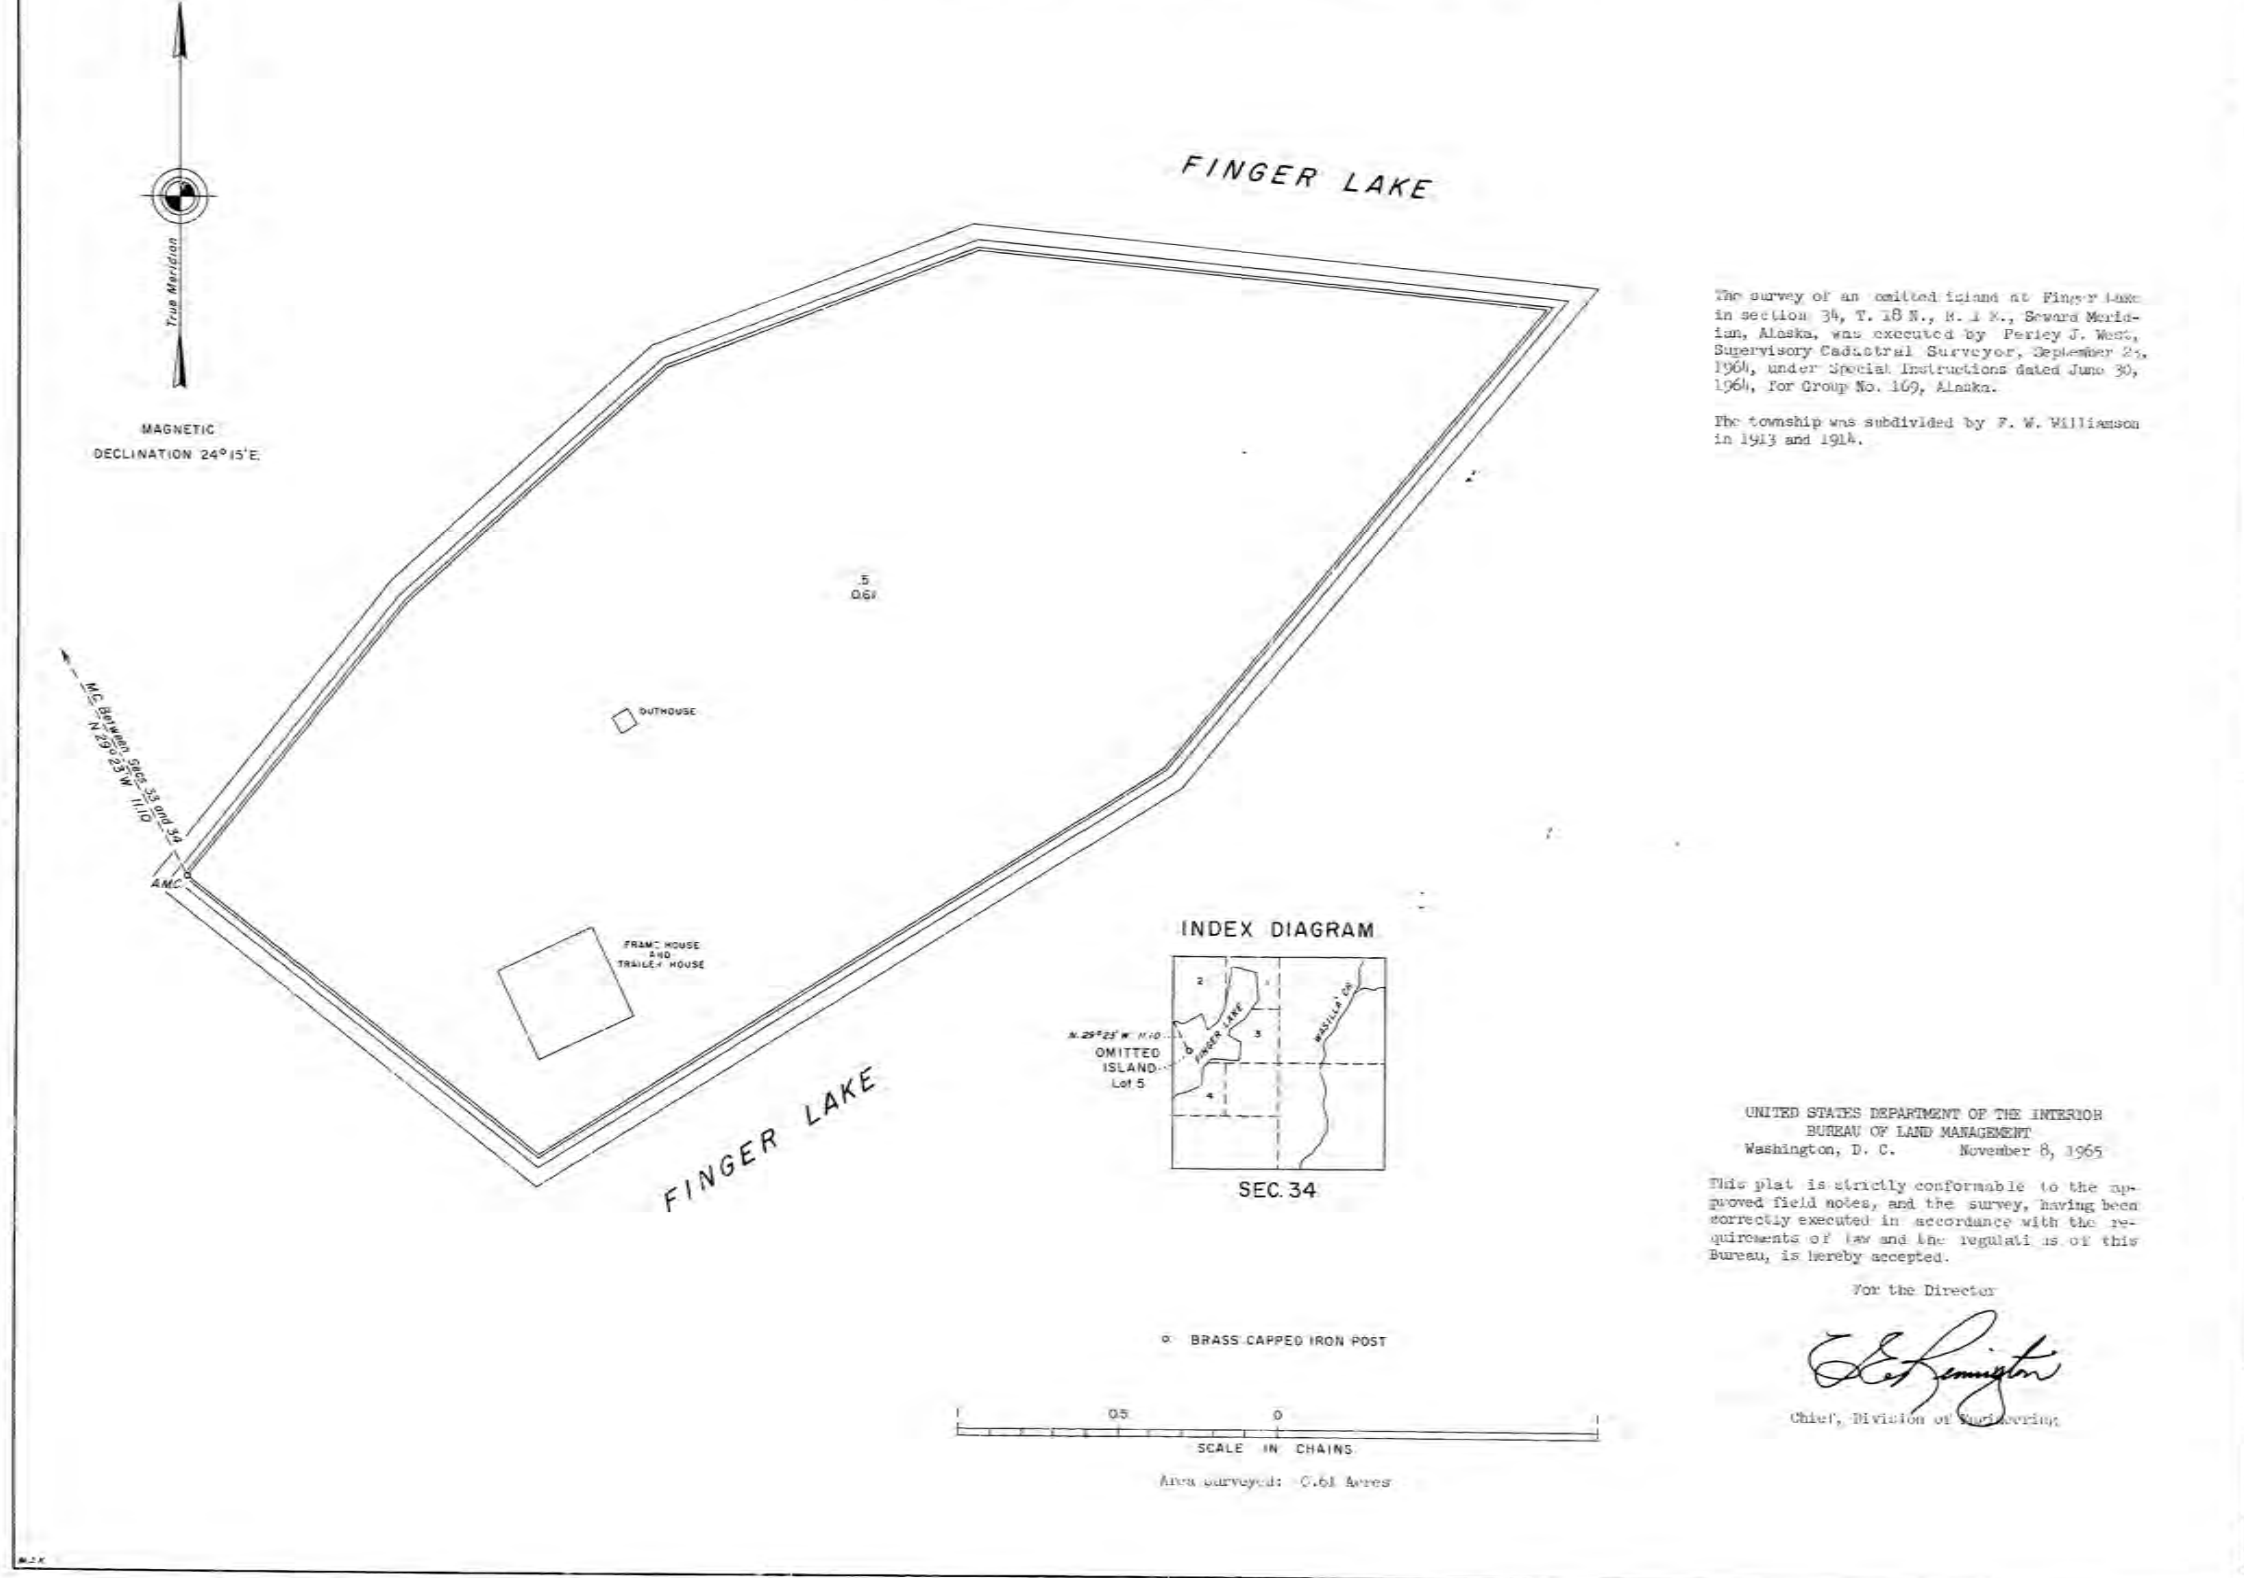 FINGER LAKE
True Meridian
MAGNETIC
DECLINATION 24° 15' E.
The survey of an omitted island at Finger Lake
in section 34, T. 18 N., R. 1 E., Seward Merid-
ian, Alaska, was executed by Perley J. West,
Supervisory Cadastral Surveyor, September
1964, under Special Instructions dated June 30,
1964, for Group No. 169, Alaska.
The township was subdivided by F. W. Williamson
in 1913 and 1914.
.5
0.61
M.C. Between Secs. 33 and 34
N 29° 23' W 11.10
OUTHOUSE
A.M.C.
FRAME HOUSE
AND
TRAILER HOUSE
FINGER LAKE
INDEX DIAGRAM
2
1
N. 29° 23' W. 11.10
OMITTED
ISLAND
Lot 5
FINGER LAKE
3
WASILLA CR.
4
SEC. 34
UNITED STATES DEPARTMENT OF THE INTERIOR
BUREAU OF LAND MANAGEMENT
Washington, D. C. November 8, 1965
This plat is strictly conformable to the ap-
proved field notes, and the survey, having been
correctly executed in accordance with the re-
quirements of law and the regulations of this
Bureau, is hereby accepted.
For the Director
Remington
Chief, Division of Engineering
o BRASS CAPPED IRON POST
1 0.5 0 1
SCALE IN CHAINS
Area surveyed: 0.61 Acres
M.J.K.